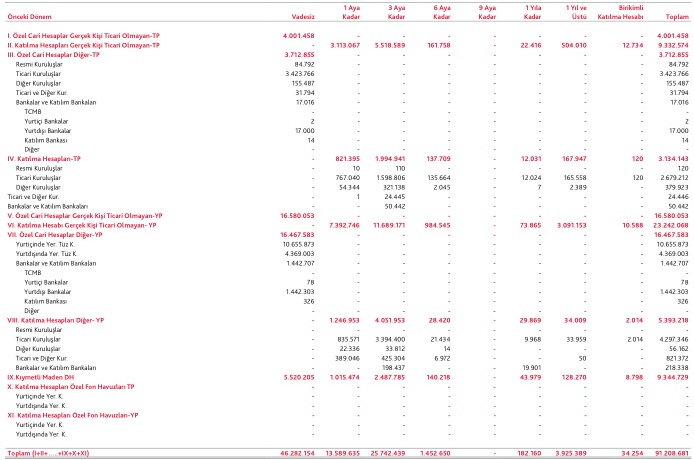 Önceki Dönem Vadesiz 1 Aya Kadar 3 Aya Kadar 6 Aya Kadar 9 Aya Kadar 1 Yıla Kadar 1 Yıl ve Üstü Birikimli Katılma Hesabı Toplam
I. Özel Cari Hesaplar Gerçek Kişi Ticari Olmayan-TP 4.001.458 - - - - - - - 4.001.458
II. Katılma Hesapları Gerçek Kişi Ticari Olmayan-TP - 3.113.067 5.518.589 161.758 - 22.416 504.010 12.734 9.332.574
III. Özel Cari Hesaplar Diğer-TP 3.712.855 - - - - - - - 3.712.855
Resmi Kuruluşlar 84.792 - - - - - - - 84.792
Ticari Kuruluşlar 3.423.766 - - - - - - - 3.423.766
Diğer Kuruluşlar 155.487 - - - - - - - 155.487
Ticari ve Diğer Kur. 31.794 - - - - - - - 31.794
Bankalar ve Katılım Bankaları 17.016 - - - - - - - 17.016
TCMB - - - - - - - - -
Yurtiçi Bankalar 2 - - - - - - - 2
Yurtdışı Bankalar 17.000 - - - - - - - 17.000
Katılım Bankası 14 - - - - - - - 14
Diğer - - - - - - - - -
IV. Katılma Hesapları-TP - 821.395 1.994.941 137.709 - 12.031 167.947 120 3.134.143
Resmi Kuruluşlar - 10 110 - - - - - 120
Ticari Kuruluşlar - 767.040 1.598.806 135.664 - 12.024 165.558 120 2.679.212
Diğer Kuruluşlar - 54.344 321.138 2.045 - 7 2.389 - 379.923
Ticari ve Diğer Kur. - 1 24.445 - - - - - 24.446
Bankalar ve Katılım Bankaları - - 50.442 - - - - - 50.442
V. Özel Cari Hesaplar Gerçek Kişi Ticari Olmayan-YP 16.580.053 - - - - - - - 16.580.053
VI. Katılma Hesabı Gerçek Kişi Ticari Olmayan- YP - 7.392.746 11.689.171 984.545 - 73.865 3.091.153 10.588 23.242.068
VII. Özel Cari Hesaplar Diğer-YP 16.467.583 - - - - - - - 16.467.583
Yurtiçinde Yer. Tüz K. 10.655.873 - - - - - - - 10.655.873
Yurtdışında Yer. Tüz K. 4.369.003 - - - - - - - 4.369.003
Bankalar ve Katılım Bankaları 1.442.707 - - - - - - - 1.442.707
TCMB - - - - - - - - -
Yurtiçi Bankalar 78 - - - - - - - 78
Yurtdışı Bankalar 1.442.303 - - - - - - - 1.442.303
Katılım Bankası 326 - - - - - - - 326
Diğer - - - - - - - - -
VIII. Katılma Hesapları Diğer- YP - 1.246.953 4.051.953 28.420 - 29.869 34.009 2.014 5.393.218
Resmi Kuruluşlar - - - - - - - - -
Ticari Kuruluşlar - 835.571 3.394.400 21.434 - 9.968 33.959 2.014 4.297.346
Diğer Kuruluşlar - 22.336 33.812 14 - - - - 56.162
Ticari ve Diğer Kur. - 389.046 425.304 6.972 - - 50 - 821.372
Bankalar ve Katılım Bankaları - - 198.437 - - 19.901 - - 218.338
IX.Kıymetli Maden DH 5.520.205 1.015.474 2.487.785 140.218 - 43.979 128.270 8.798 9.344.729
X. Katılma Hesapları Özel Fon Havuzları TP - - - - - - - - -
Yurtiçinde Yer. K. - - - - - - - - -
Yurtdışında Yer. K. - - - - - - - - -
XI. Katılma Hesapları Özel Fon Havuzları-YP - - - - - - - - -
Yurtiçinde Yer. K. - - - - - - - - -
Yurtdışında Yer. K. - - - - - - - - -
Toplam (I+II+.....+IX+X+XI) 46.282.154 13.589.635 25.742.439 1.452.650 - 182.160 3.925.389 34.254 91.208.681